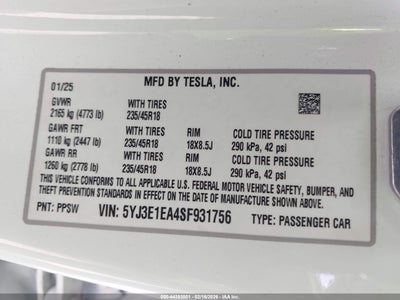 MFD BY TESLA, INC.
01/25
GVWR WITH TIRES
2165 kg (4773 lb) 235/45R18
GAWR FRT WITH TIRES RIM COLD TIRE PRESSURE
1110 kg (2447 lb) 235/45R18 18X8.5J 290 kPa, 42 psi
GAWR RR WITH TIRES RIM COLD TIRE PRESSURE
1260 kg (2778 lb) 235/45R18 18X8.5J 290 kPa, 42 psi
THIS VEHICLE CONFORMS TO ALL APPLICABLE U.S. FEDERAL MOTOR VEHICLE SAFETY, BUMPER, AND
THEFT PREVENTION STANDARDS IN EFFECT ON THE DATE OF MANUFACTURE SHOWN ABOVE.
PNT: PPSW VIN: 5YJ3E1EA4SF931756 TYPE: PASSENGER CAR